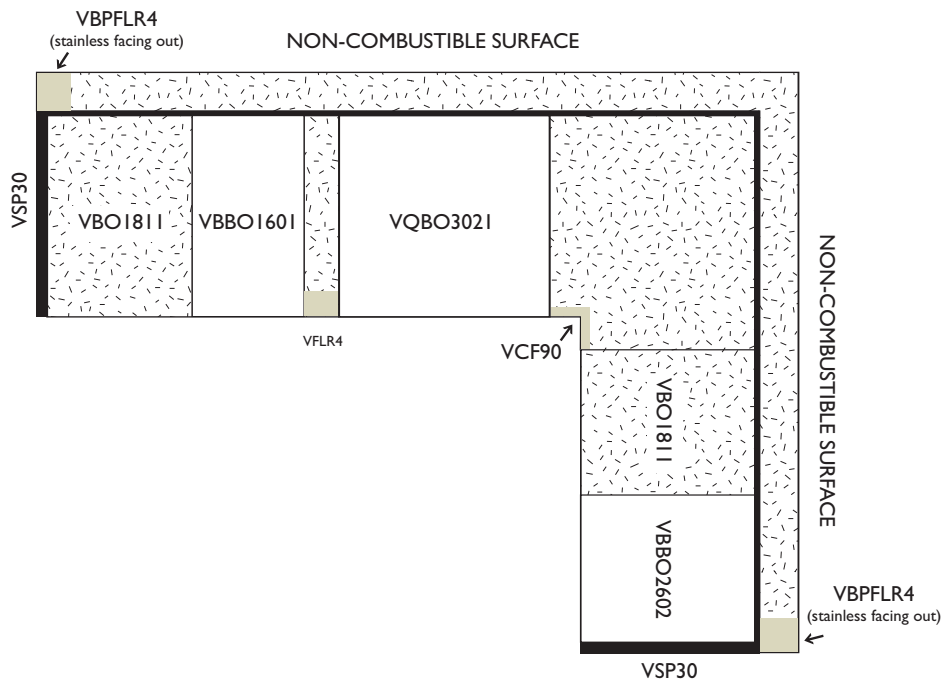 VBPFLR4
(stainless facing out)
NON-COMBUSTIBLE SURFACE
VSP30
VBO1811
VBBO1601
VQBO3021
VFLR4
VCF90
NON-COMBUSTIBLE SURFACE
VBO1811
VBBO2602
VBPFLR4
(stainless facing out)
VSP30